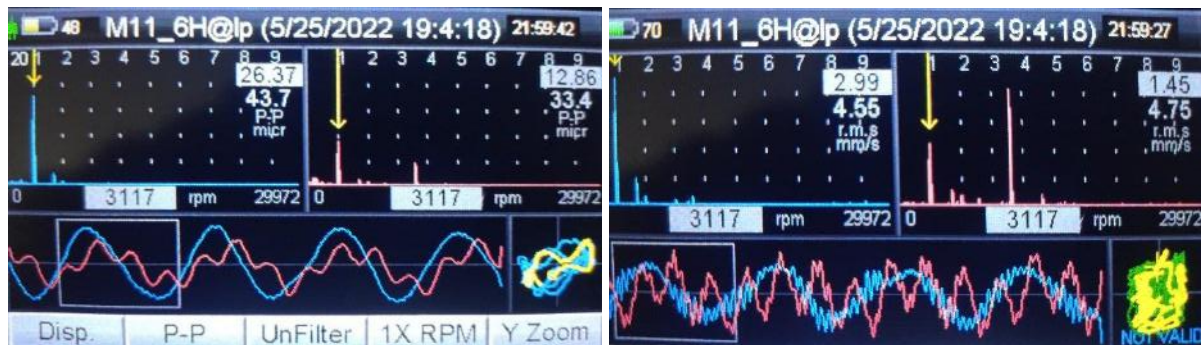 48 M11_6H@lp (5/25/2022 19:4:18) 21:59:42
20 1 2 3 4 5 6 7 8 9 1 2 3 4 5 6 7 8 9
26.37 12.86
43.7 33.4
P-P P-P
micr micr
0 3117 rpm 29972 0 3117 rpm 29972
Disp. P-P UnFilter 1X RPM Y Zoom
70 M11_6H@lp (5/25/2022 19:4:18) 21:59:27
1 2 3 4 5 6 7 8 9 1 2 3 4 5 6 7 8 9
2.99 1.45
4.55 4.75
r.m.s r.m.s
mm/s mm/s
0 3117 rpm 29972 0 3117 rpm 29972
NOT VALID